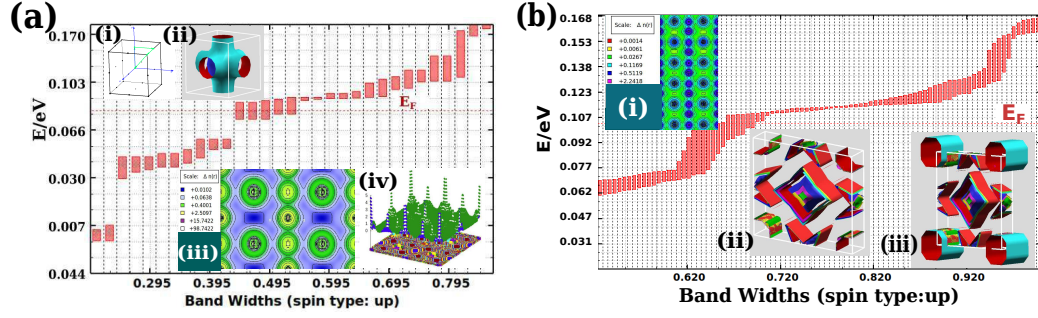 (a)
(i)
(ii)
0.170
0.103
0.066
0.030
0.007
0.044
E/eV
E_F
Scale: Δ n(r)
+0.0102
+0.0638
+0.4001
+2.5097
+15.7422
+98.7422
(iii)
(iv)
0.295
0.395
0.495
0.595
0.695
0.795
Band Widths (spin type: up)
(b)
0.168
0.153
0.138
0.123
0.107
0.092
0.077
0.062
0.047
0.031
E/eV
Scale: Δ n(r)
+0.0014
+0.0061
+0.0267
+0.1169
+0.5119
+2.2418
(i)
E_F
(ii)
(iii)
0.620
0.720
0.820
0.920
Band Widths (spin type:up)